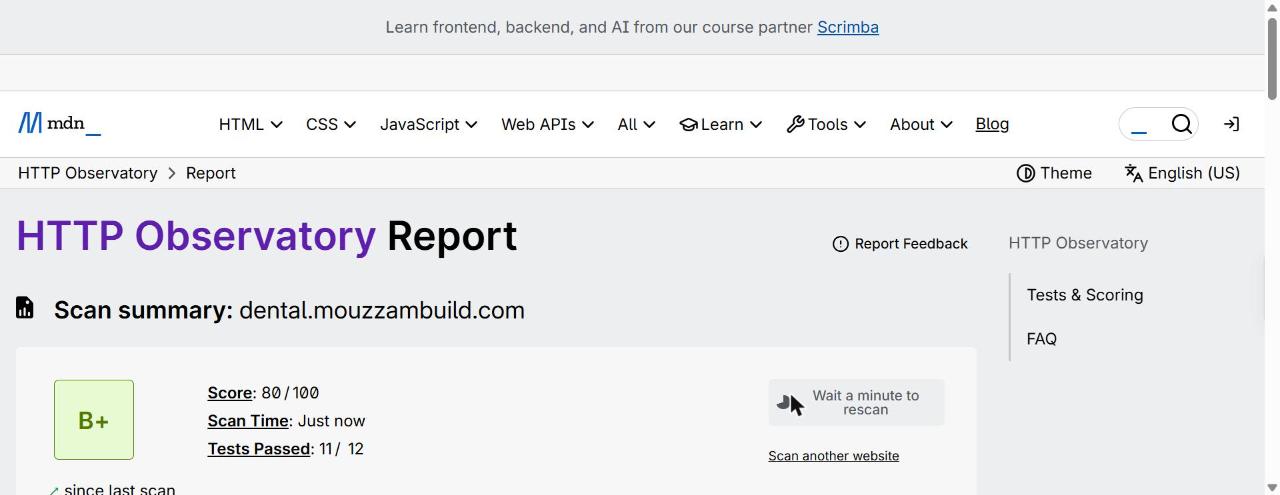 Learn frontend, backend, and AI from our course partner Scrimba
mdn_
HTML CSS JavaScript Web APIs All Learn Tools About Blog
HTTP Observatory > Report
Theme English (US)
HTTP Observatory Report
Report Feedback
HTTP Observatory
Tests & Scoring
FAQ
Scan summary: dental.mouzzambuild.com
B+
Score: 80 / 100
Scan Time: Just now
Tests Passed: 11 / 12
Wait a minute to
rescan
Scan another website
since last scan